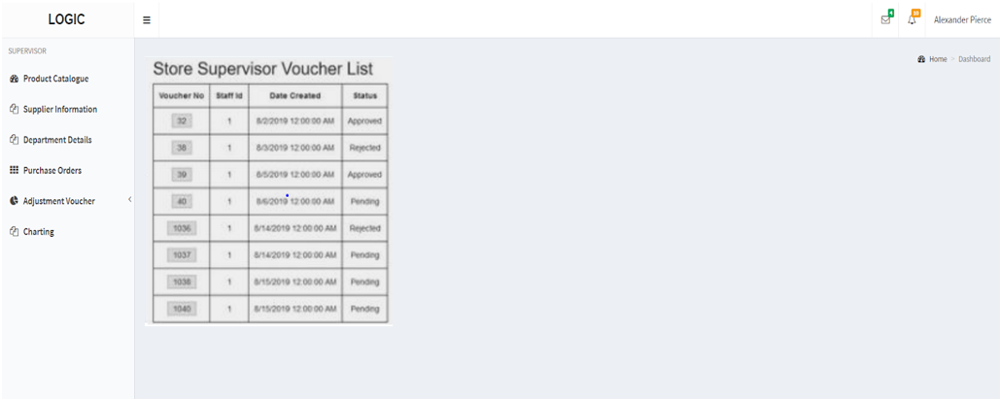 LOGIC
4
10
Alexander Pierce
SUPERVISOR
Home > Dashboard
Product Catalogue
Supplier Information
Department Details
Purchase Orders
Adjustment Voucher <
Charting
Store Supervisor Voucher List
Voucher No Staff Id Date Created Status
32 1 8/2/2019 12:00:00 AM Approved
38 1 8/3/2019 12:00:00 AM Rejected
39 1 8/5/2019 12:00:00 AM Approved
40 1 8/6/2019 12:00:00 AM Pending
1036 1 8/14/2019 12:00:00 AM Rejected
1037 1 8/14/2019 12:00:00 AM Pending
1038 1 8/15/2019 12:00:00 AM Pending
1040 1 8/15/2019 12:00:00 AM Pending